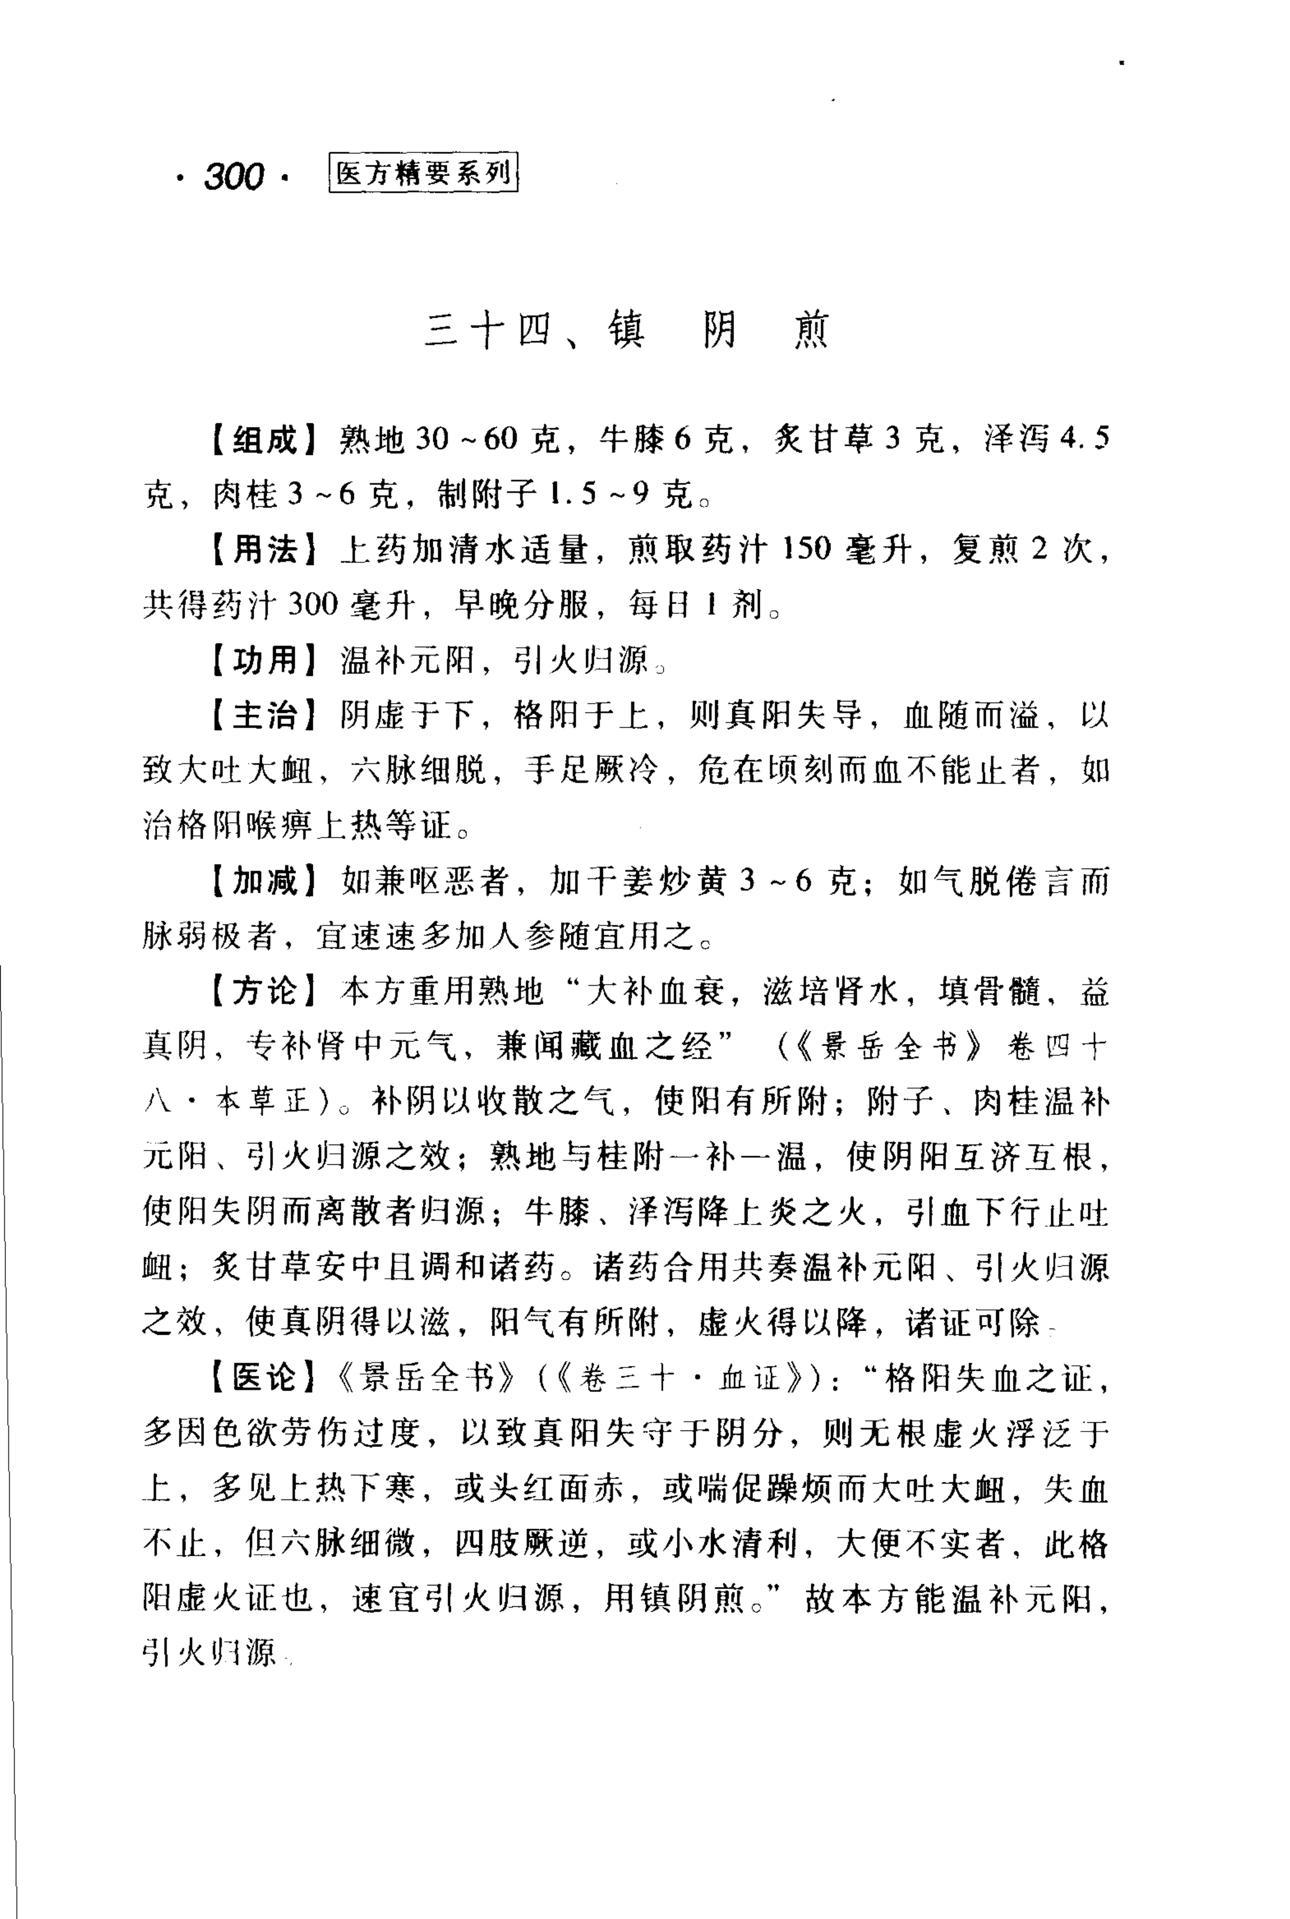 ·300· 医方精要系列
三十四、镇 阴 煎
【组成】熟地30~60克，牛膝6克，炙甘草3克，泽泻4.5
克，肉桂3~6克，制附子1.5~9克。
【用法】上药加清水适量，煎取药汁150毫升，复煎2次，
共得药汁300毫升，早晚分服，每日1剂。
【功用】温补元阳，引火归源。
【主治】阴虚于下，格阳于上，则真阳失导，血随而溢，以
致大吐大衄，六脉细脱，手足厥冷，危在顷刻而血不能止者，如
治格阳喉痹上热等证。
【加减】如兼呕恶者，加干姜炒黄3~6克；如气脱倦言而
脉弱极者，宜速速多加人参随宜用之。
【方论】本方重用熟地“大补血衰，滋培肾水，填骨髓，益
真阴，专补肾中元气，兼闻藏血之经”（《景岳全书》卷四十
八·本草正）。补阴以收散之气，使阳有所附；附子、肉桂温补
元阳、引火归源之效；熟地与桂附一补一温，使阴阳互济互根，
使阳失阴而离散者归源；牛膝、泽泻降上炎之火，引血下行止吐
衄；炙甘草安中且调和诸药。诸药合用共奏温补元阳、引火归源
之效，使真阴得以滋，阳气有所附，虚火得以降，诸证可除。
【医论】《景岳全书》（《卷三十·血证》）：“格阳失血之证，
多因色欲劳伤过度，以致真阳失守于阴分，则无根虚火浮泛于
上，多见上热下寒，或头红面赤，或喘促躁烦而大吐大衄，失血
不止，但六脉细微，四肢厥逆，或小水清利，大便不实者，此格
阳虚火证也，速宜引火归源，用镇阴煎。”故本方能温补元阳，
引火归源。